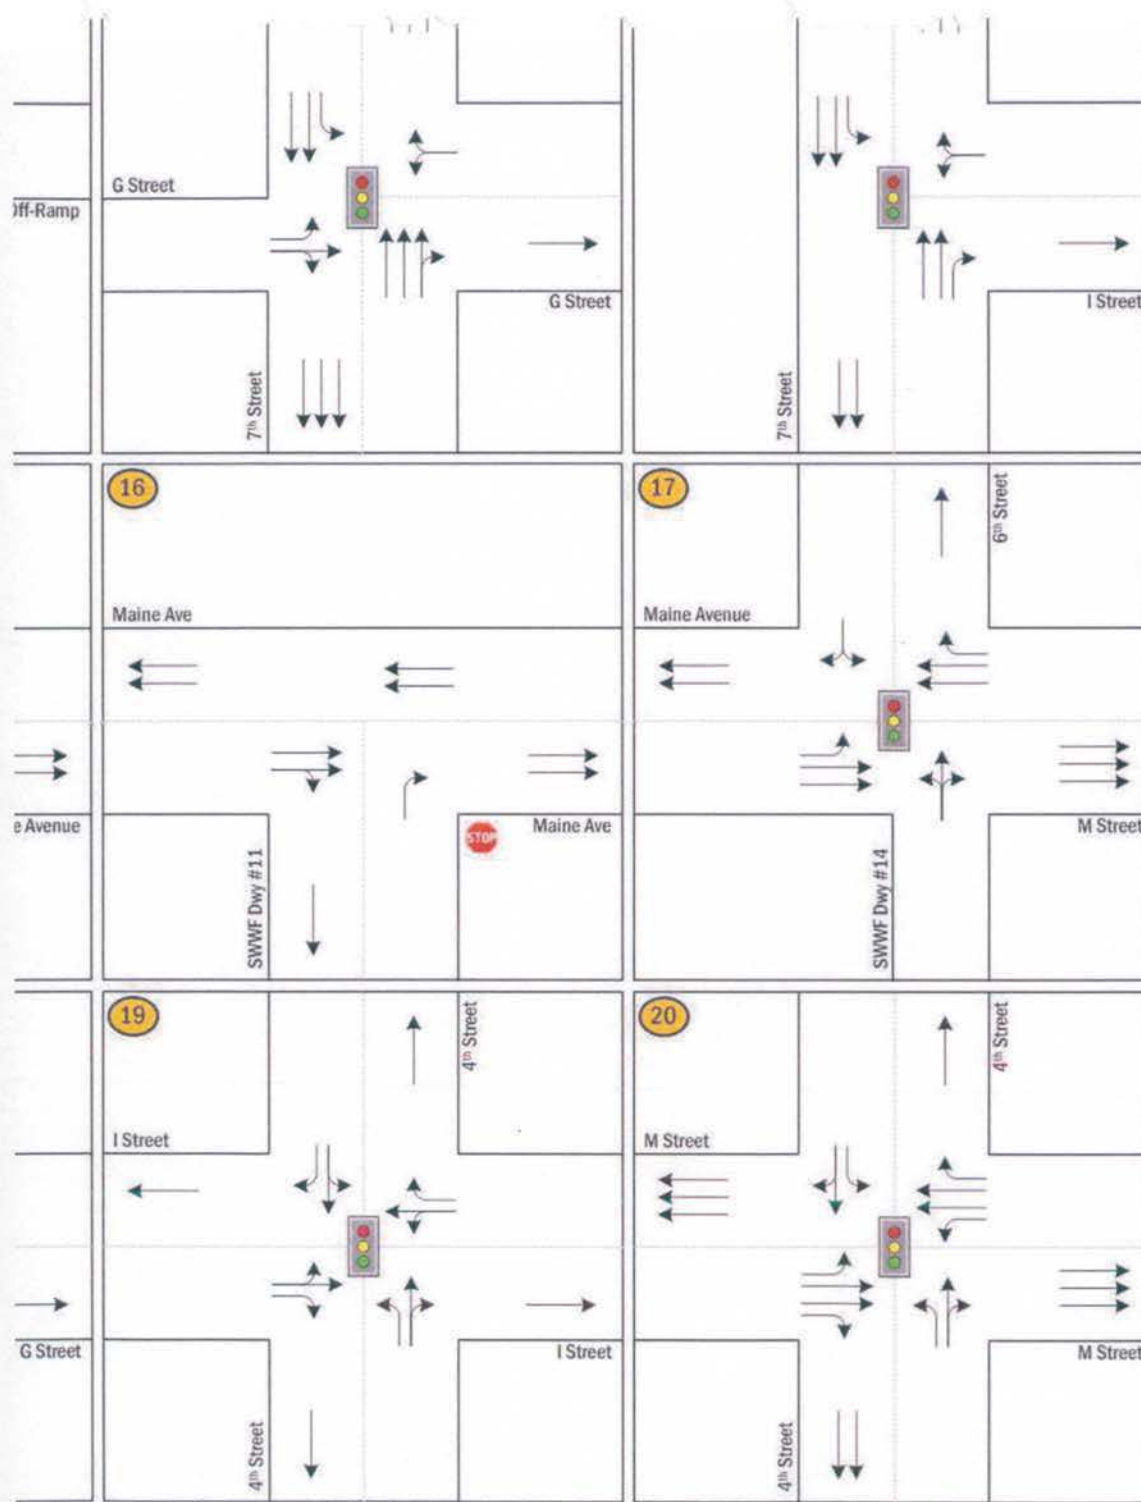 G Street
Off-Ramp
G Street
7th Street
I Street
7th Street
16
Maine Ave
e Avenue
SWWF Dwy #11
STOP
Maine Ave
17
6th Street
Maine Avenue
M Street
SWWF Dwy #14
19
4th Street
I Street
G Street
I Street
4th Street
20
4th Street
M Street
M Street
4th Street